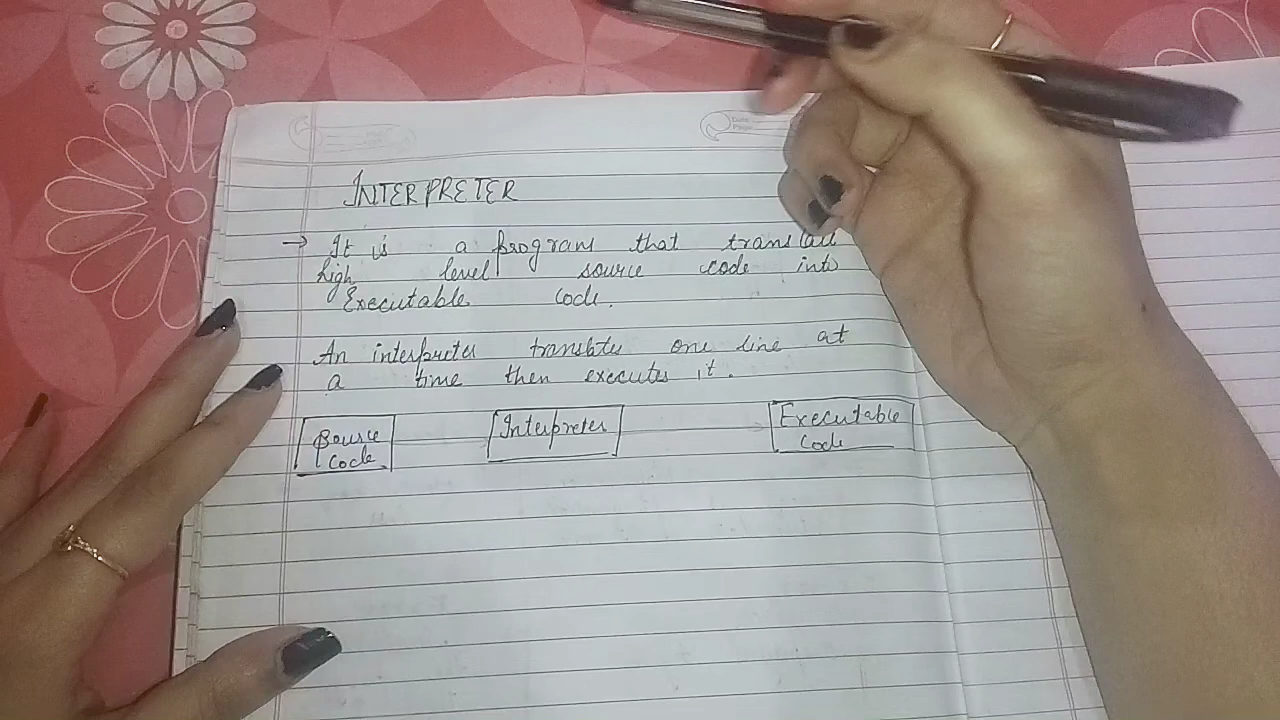 INTERPRETER
→ It is a program that translate
high level source code into
Executable Code.
An interpreter translates one line at
a time then executes it.
Source Code
Interpreter
Executable Code